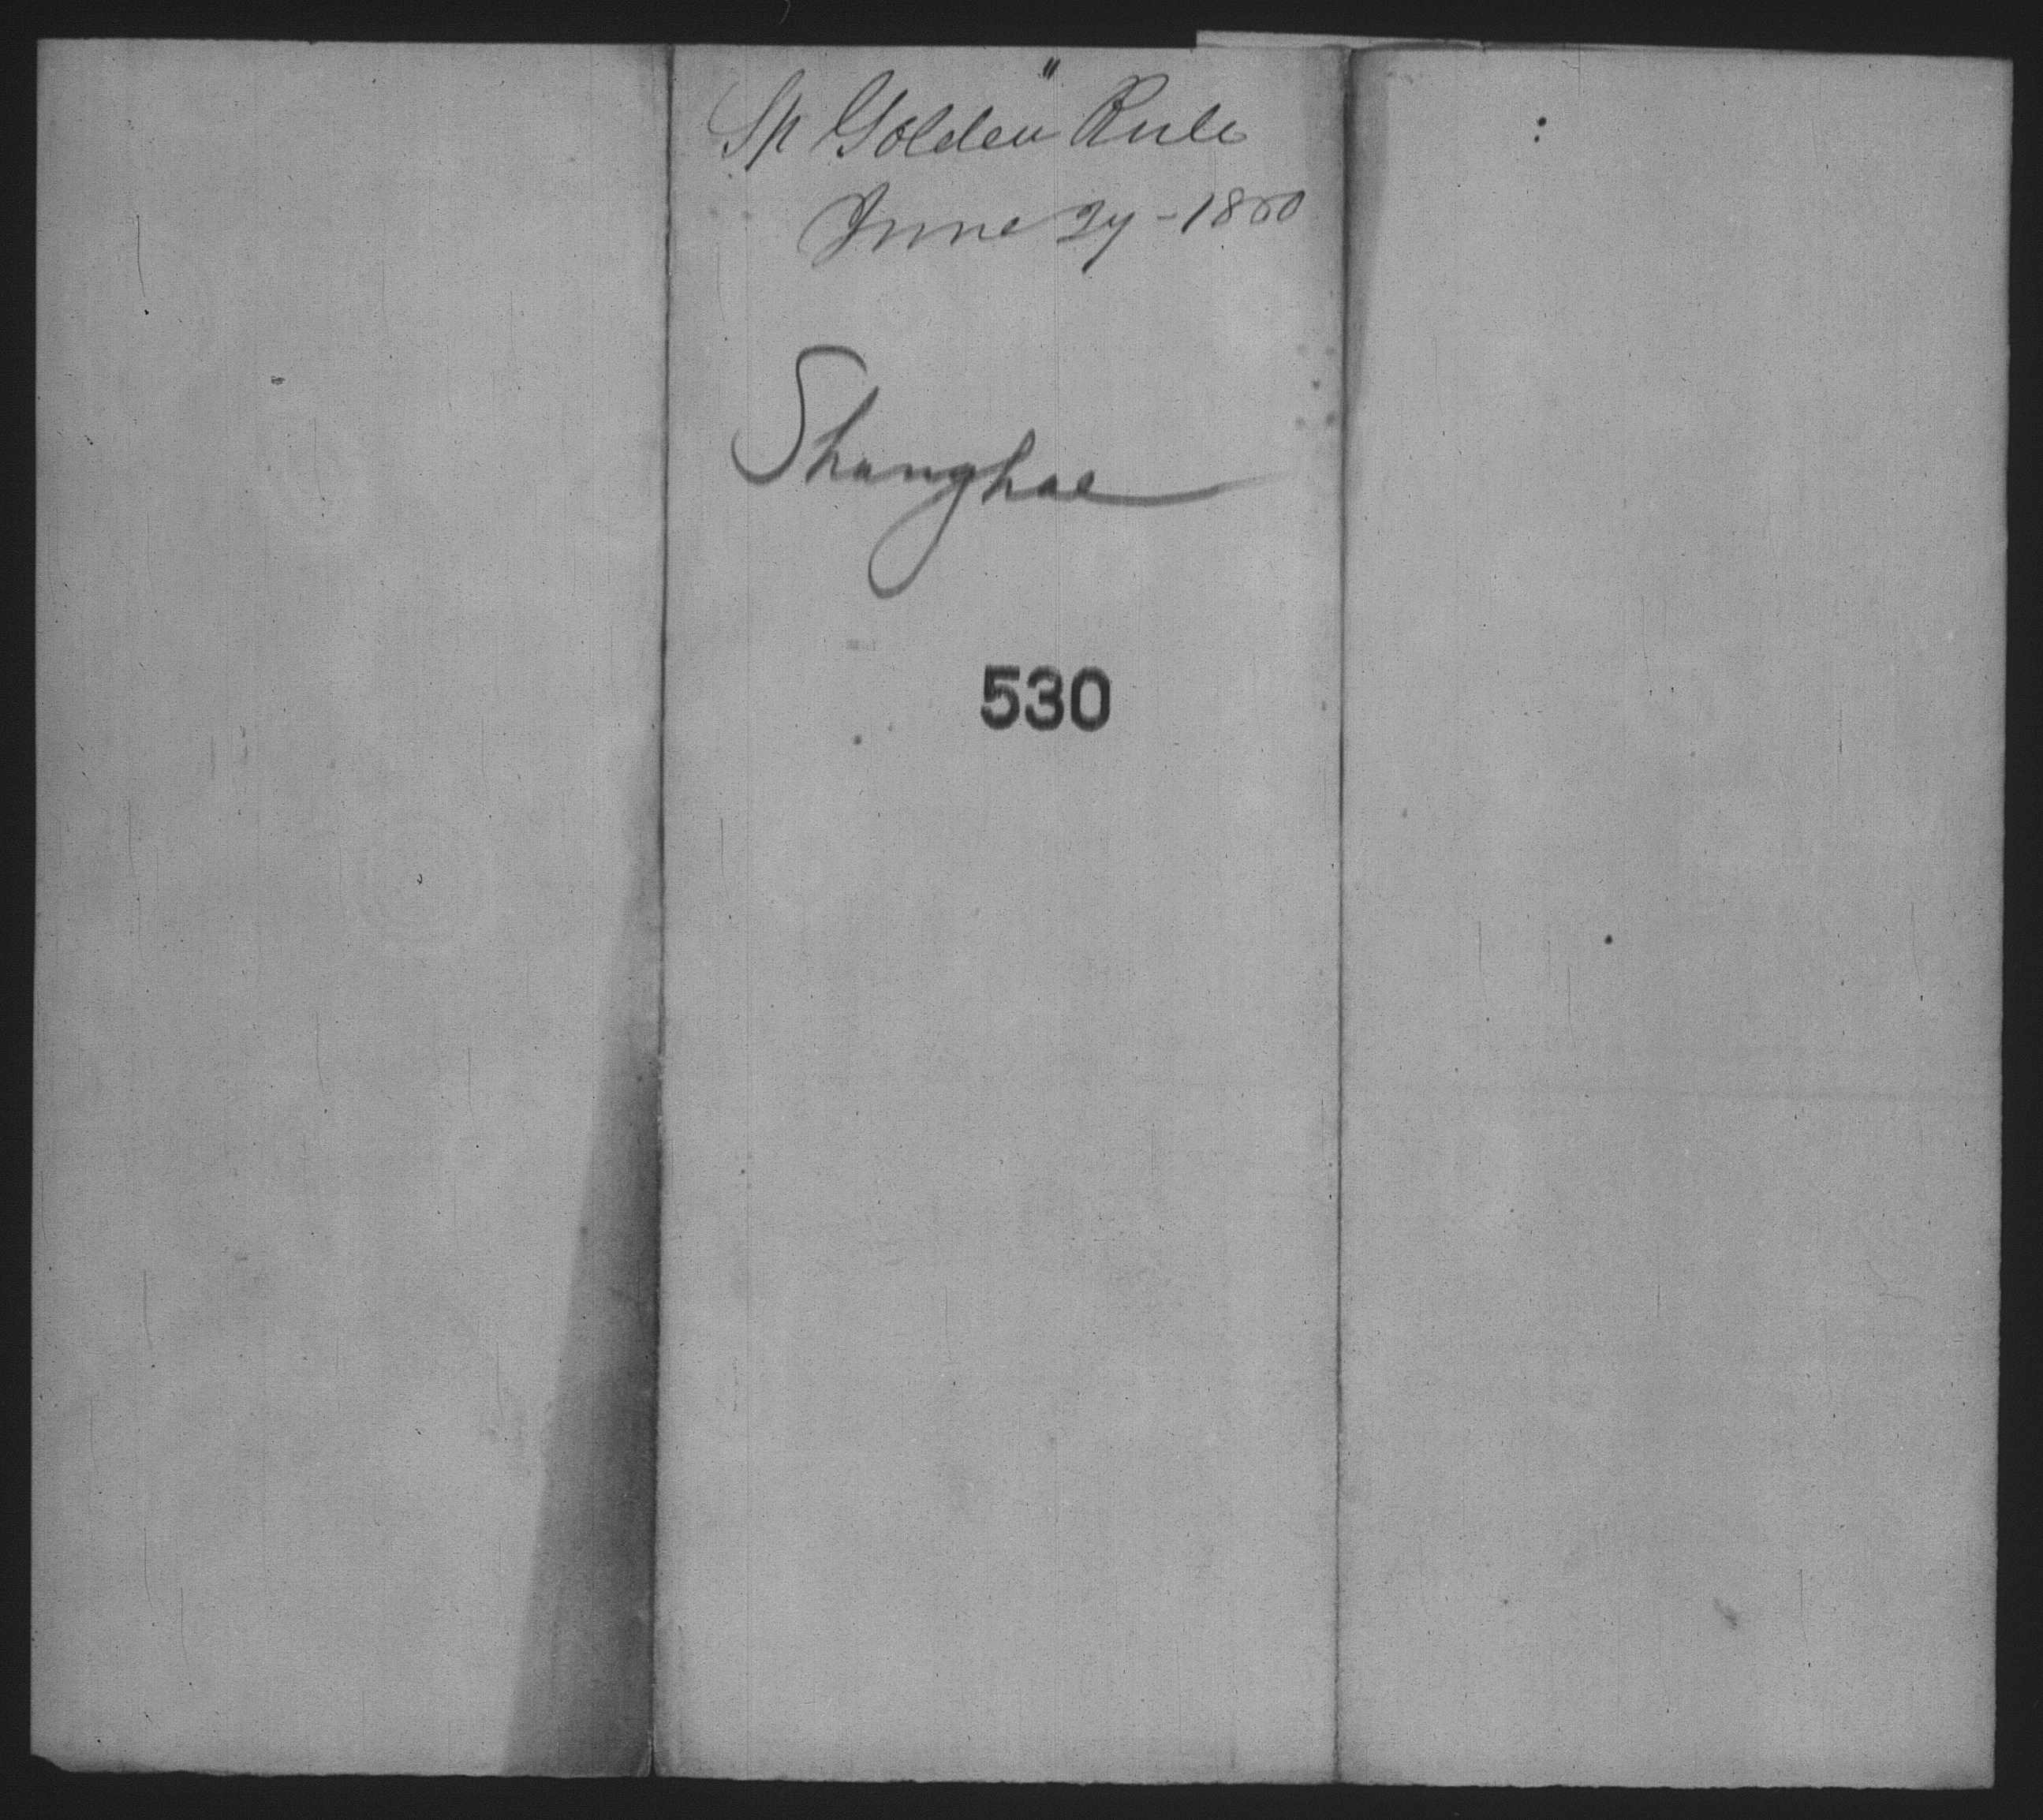 Sp Golden" Rule
June 27 - 1860
Shanghae
530